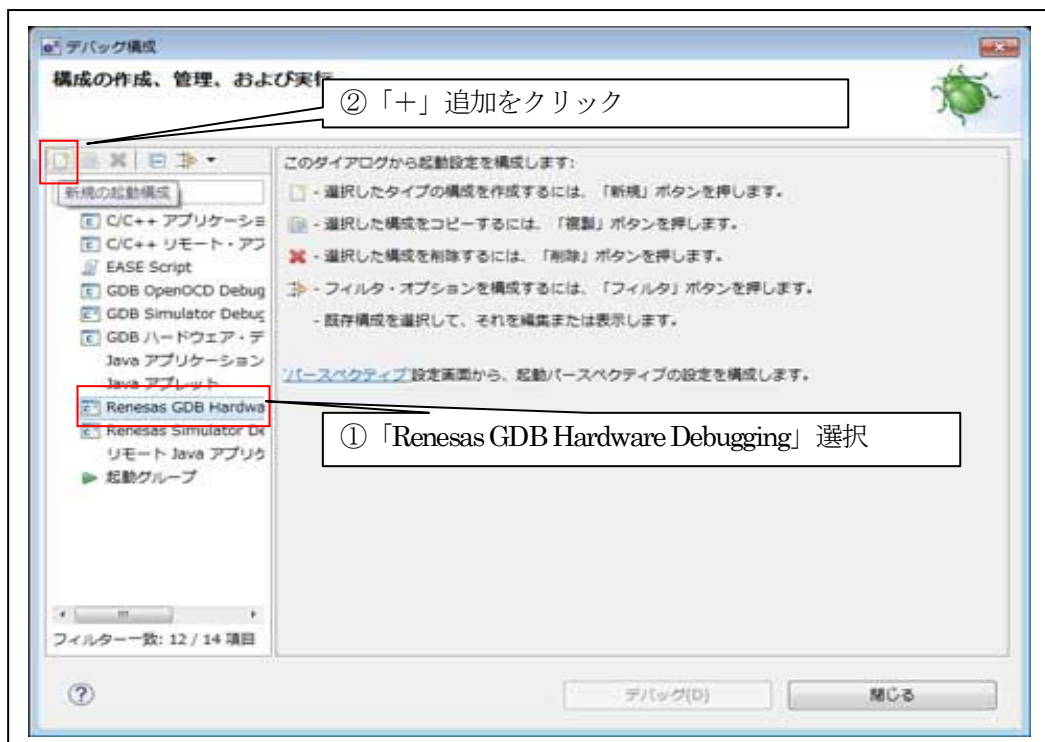 デバッグ構成
構成の作成、管理、および実行
②「＋」追加をクリック
新規の起動構成
C/C++ アプリケーショ
C/C++ リモート・アプ
EASE Script
GDB OpenOCD Debug
GDB Simulator Debug
GDB ハードウェア・デ
Java アプリケーション
Java アプレット
Renesas GDB Hardwa
Renesas Simulator De
リモート Java アプリケ
起動グループ
フィルター一致: 12 / 14 項目
このダイアログから起動設定を構成します:
- 選択したタイプの構成を作成するには、「新規」ボタンを押します。
- 選択した構成をコピーするには、「複製」ボタンを押します。
- 選択した構成を削除するには、「削除」ボタンを押します。
- フィルタ・オプションを構成するには、「フィルタ」ボタンを押します。
- 既存構成を選択して、それを編集または表示します。
'パースペクティブ'設定画面から、起動パースペクティブの設定を構成します。
①「Renesas GDB Hardware Debugging」選択
デバッグ(D)
閉じる